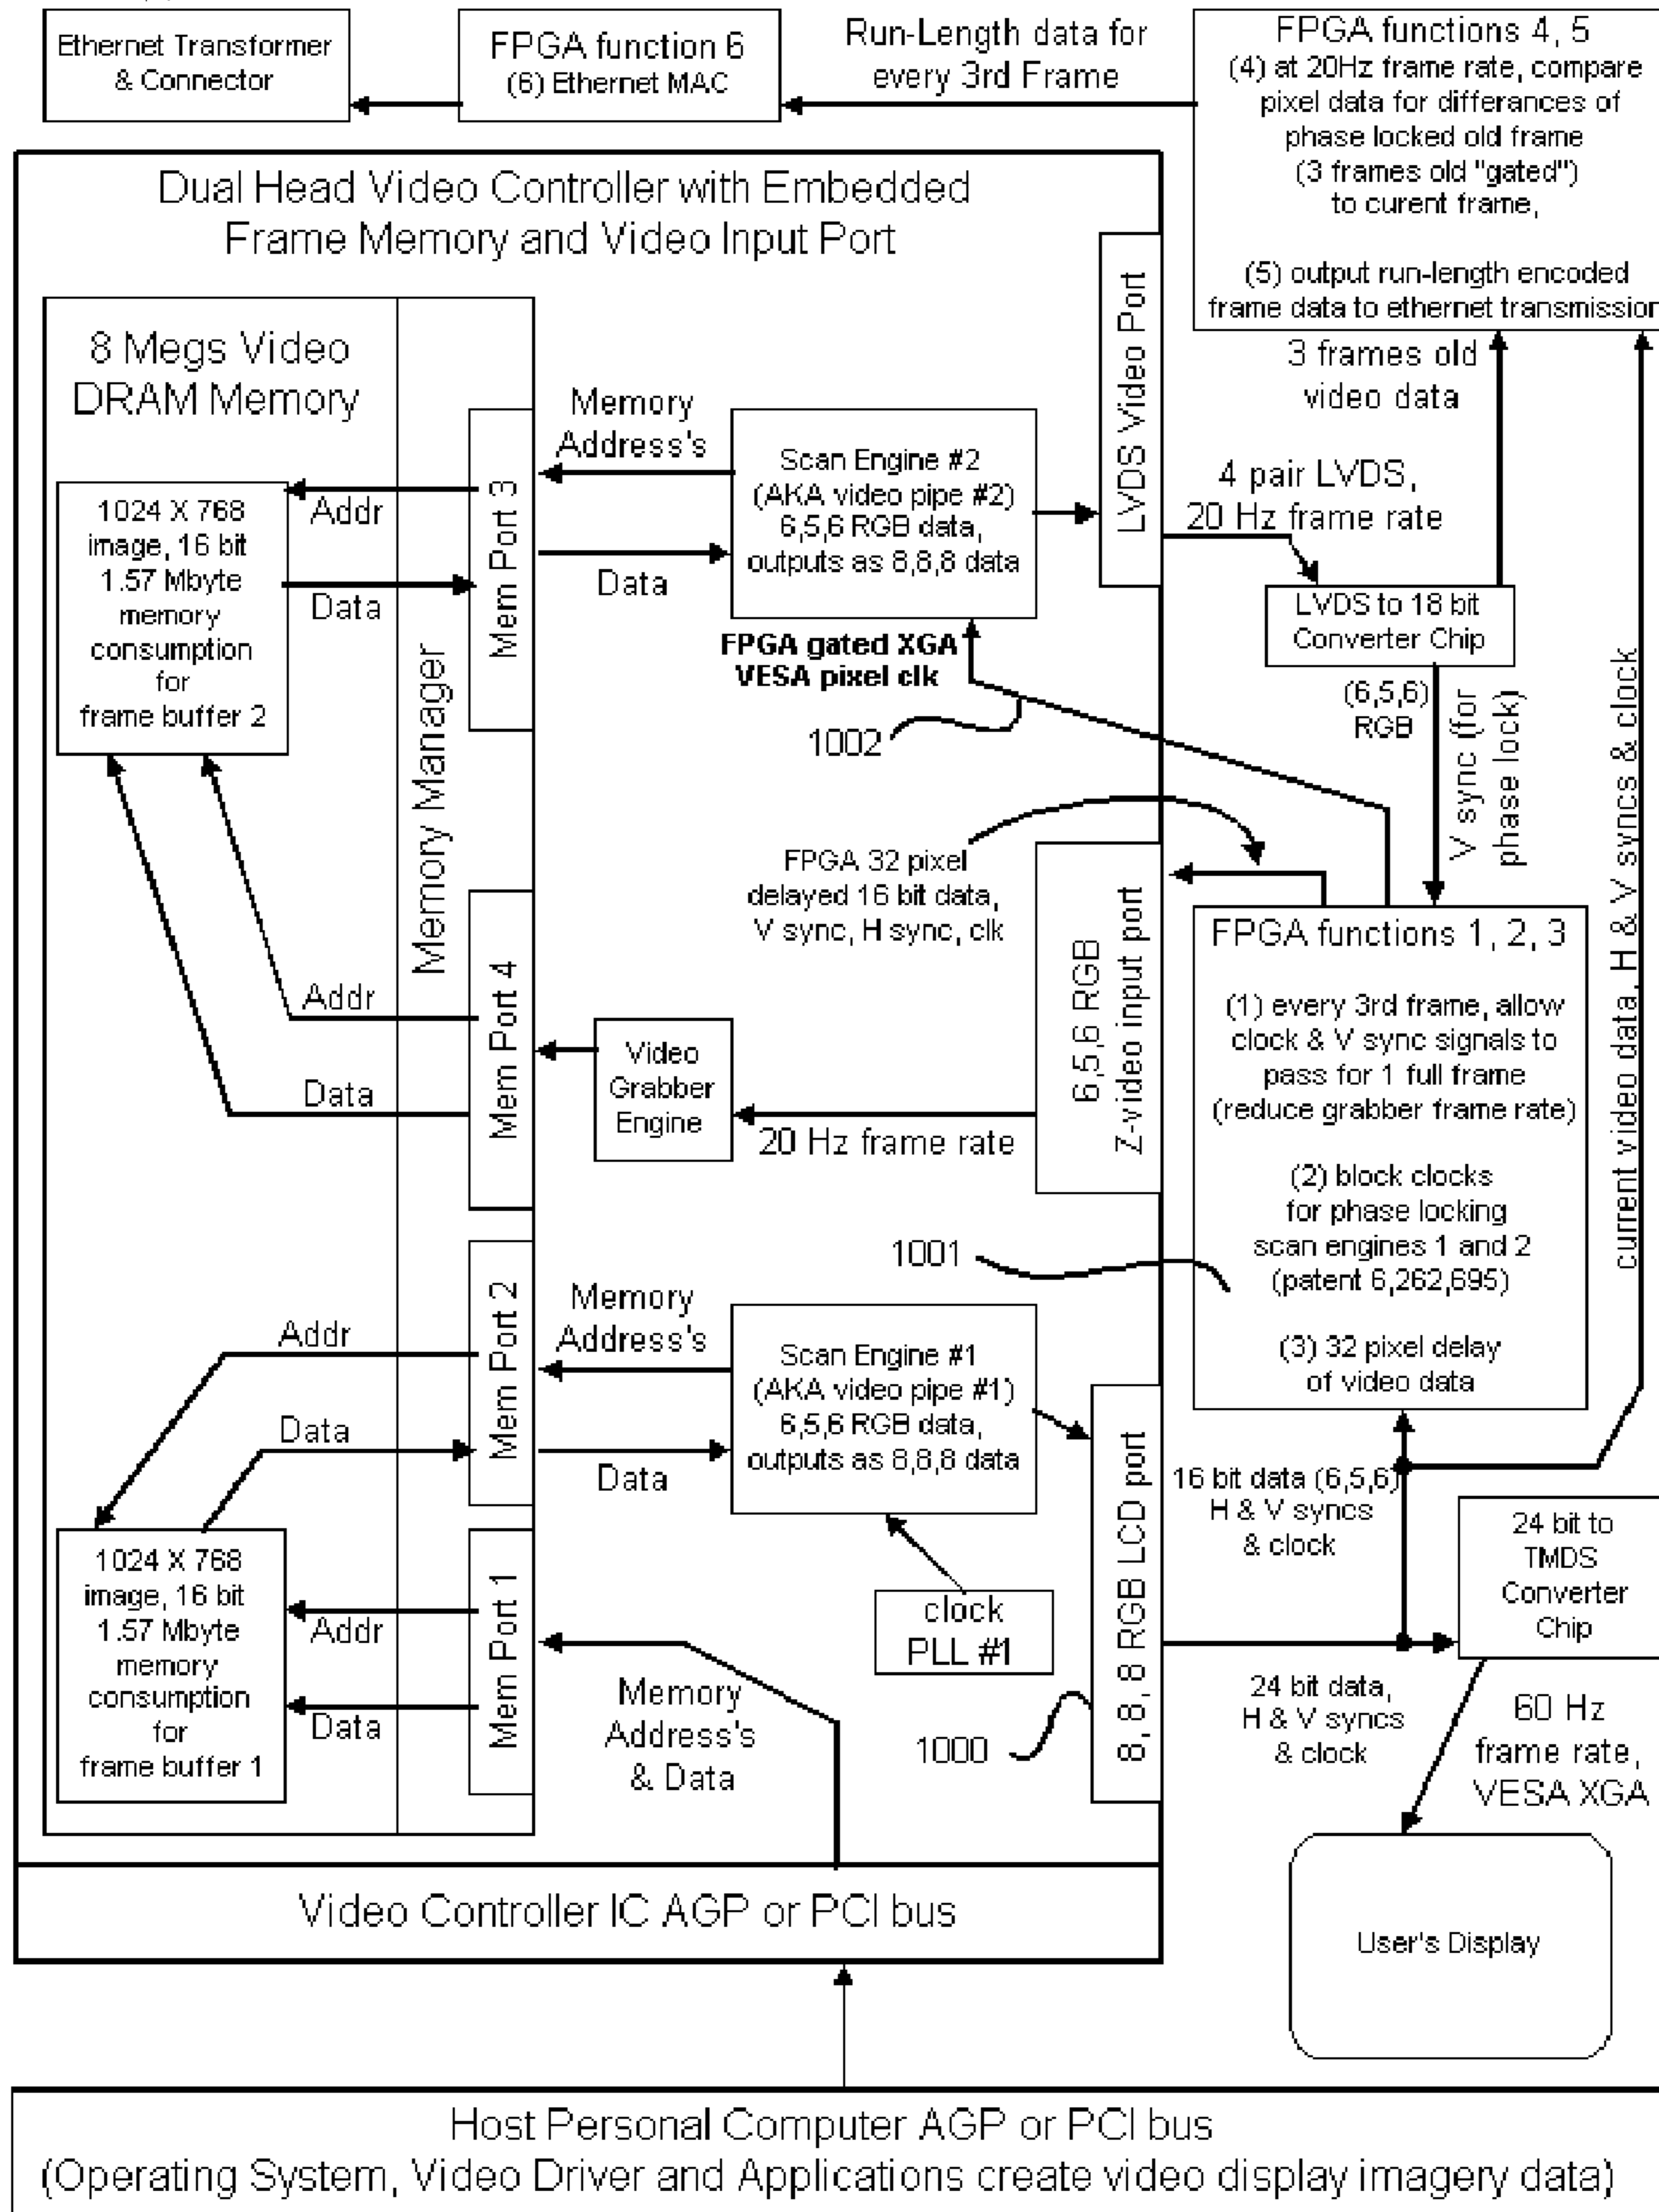 Ethernet Transformer
& Connector
FPGA function 6
(6) Ethernet MAC
Run-Length data for
every 3rd Frame
FPGA functions 4, 5
(4) at 20Hz frame rate, compare
pixel data for differances of
phase locked old frame
(3 frames old "gated")
to curent frame,
(5) output run-length encoded
frame data to ethernet transmission
Dual Head Video Controller with Embedded
Frame Memory and Video Input Port
8 Megs Video
DRAM Memory
Memory Manager
1024 X 768
image, 16 bit
1.57 Mbyte
memory
consumption
for
frame buffer 2
Addr
Data
Mem Port 3
Memory
Address's
Data
Scan Engine #2
(AKA video pipe #2)
6,5,6 RGB data,
outputs as 8,8,8 data
LVDS Video Port
3 frames old
video data
4 pair LVDS,
20 Hz frame rate
LVDS to 18 bit
Converter Chip
FPGA gated XGA
VESA pixel clk
1002
(6,5,6)
RGB
V sync (for
phase lock)
current video data, H & V syncs & clock
FPGA 32 pixel
delayed 16 bit data,
V sync, H sync, clk
6,5,6 RGB
Z-video input port
FPGA functions 1, 2, 3
(1) every 3rd frame, allow
clock & V sync signals to
pass for 1 full frame
(reduce grabber frame rate)
(2) block clocks
for phase locking
scan engines 1 and 2
(patent 6,262,695)
(3) 32 pixel delay
of video data
Addr
Data
Mem Port 4
Video
Grabber
Engine
20 Hz frame rate
1001
Addr
Data
Mem Port 2
Memory
Address's
Data
Scan Engine #1
(AKA video pipe #1)
6,5,6 RGB data,
outputs as 8,8,8 data
clock
PLL #1
8, 8, 8 RGB LCD port
16 bit data (6,5,6)
H & V syncs
& clock
24 bit to
TMDS
Converter
Chip
1024 X 768
image, 16 bit
1.57 Mbyte
memory
consumption
for
frame buffer 1
Addr
Data
Mem Port 1
Memory
Address's
& Data
1000
24 bit data,
H & V syncs
& clock
60 Hz
frame rate,
VESA XGA
Video Controller IC AGP or PCI bus
User's Display
Host Personal Computer AGP or PCI bus
(Operating System, Video Driver and Applications create video display imagery data)